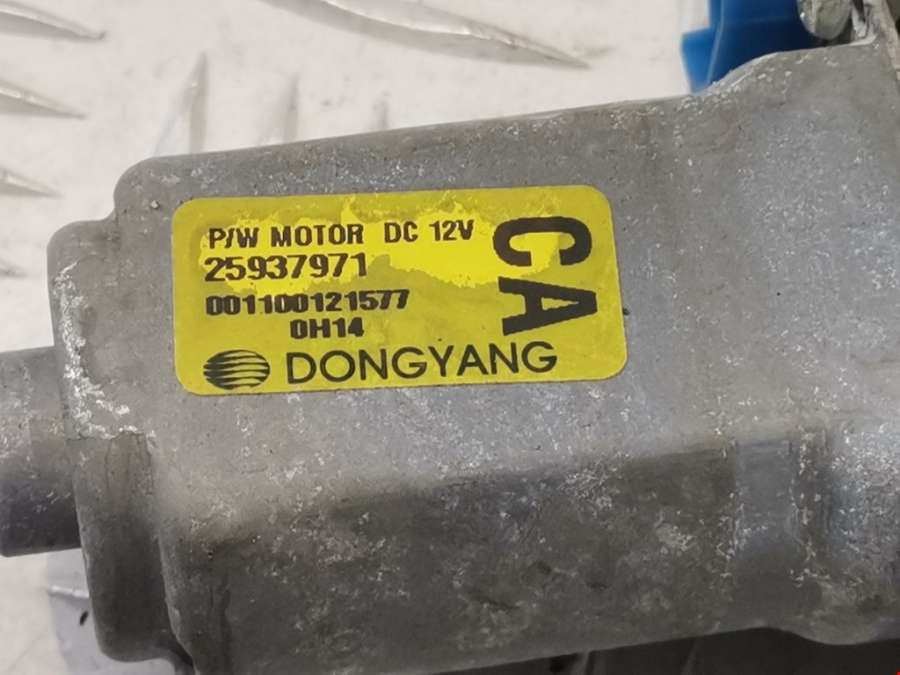 P/W MOTOR DC 12V
25937971
001100121577
0H14
DONGYANG
CA